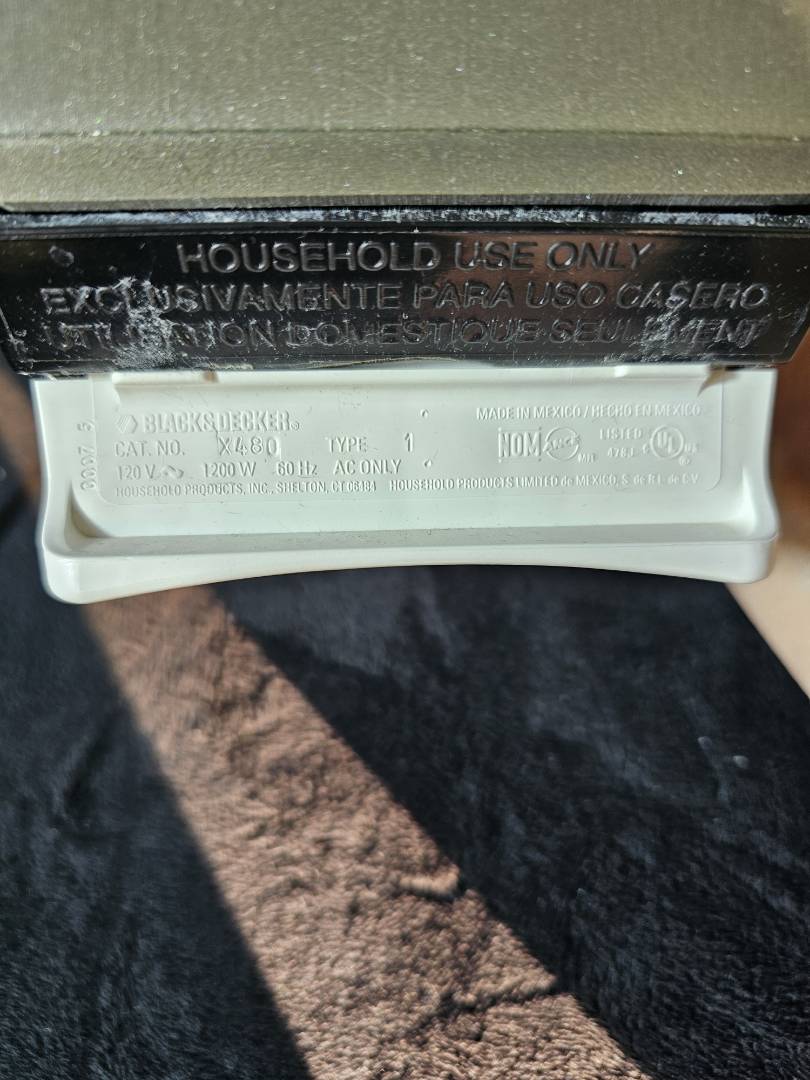 HOUSEHOLD USE ONLY
EXCLUSIVAMENTE PARA USO CASERO
UTILISATION DOMESTIQUE SEULEMENT
BLACK&DECKER®
CAT. NO. X480 TYPE 1
120 V ~ 1200 W 60 Hz AC ONLY
HOUSEHOLD PRODUCTS, INC., SHELTON, CT 06484 HOUSEHOLD PRODUCTS LIMITED de MEXICO, S. de R.L. de C.V.
MADE IN MEXICO / HECHO EN MEXICO
NOM ANCE
LISTED
UL ®